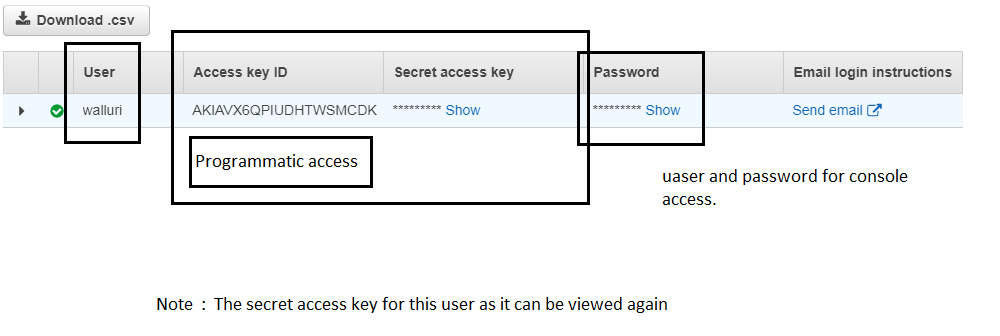 Download .csv
User Access key ID Secret access key Password Email login instructions
walluri AKIAVX6QPIUDHTWSMCDK ********* Show ********* Show Send email
Programmatic access
uaser and password for console
access.
Note : The secret access key for this user as it can be viewed again